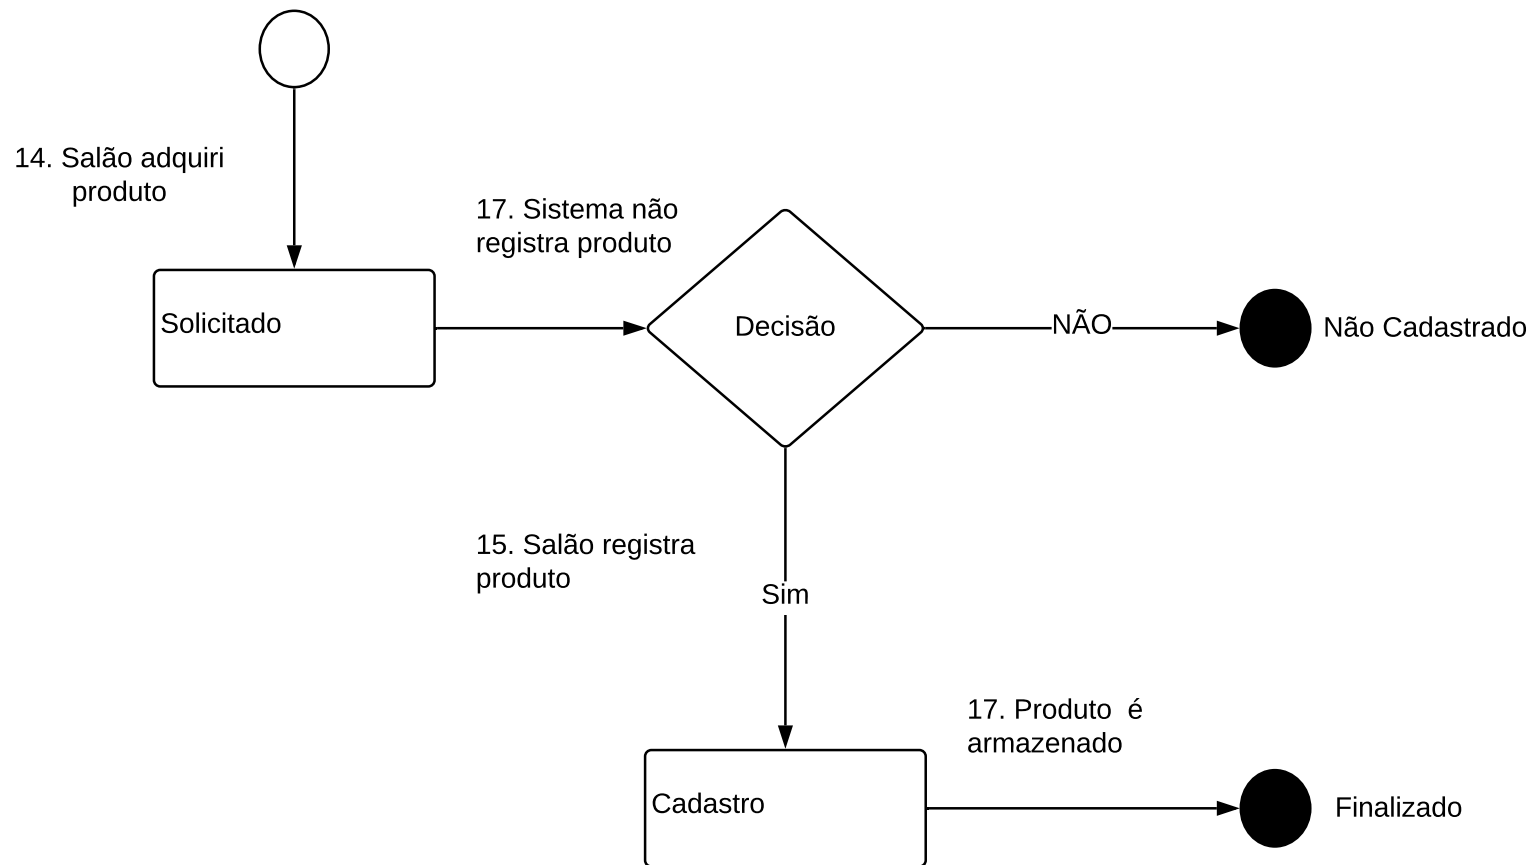 14. Salão adquiri
produto
17. Sistema não
registra produto
Solicitado
Decisão
NÃO
Não Cadastrado
15. Salão registra
produto
Sim
17. Produto  é
armazenado
Cadastro
Finalizado